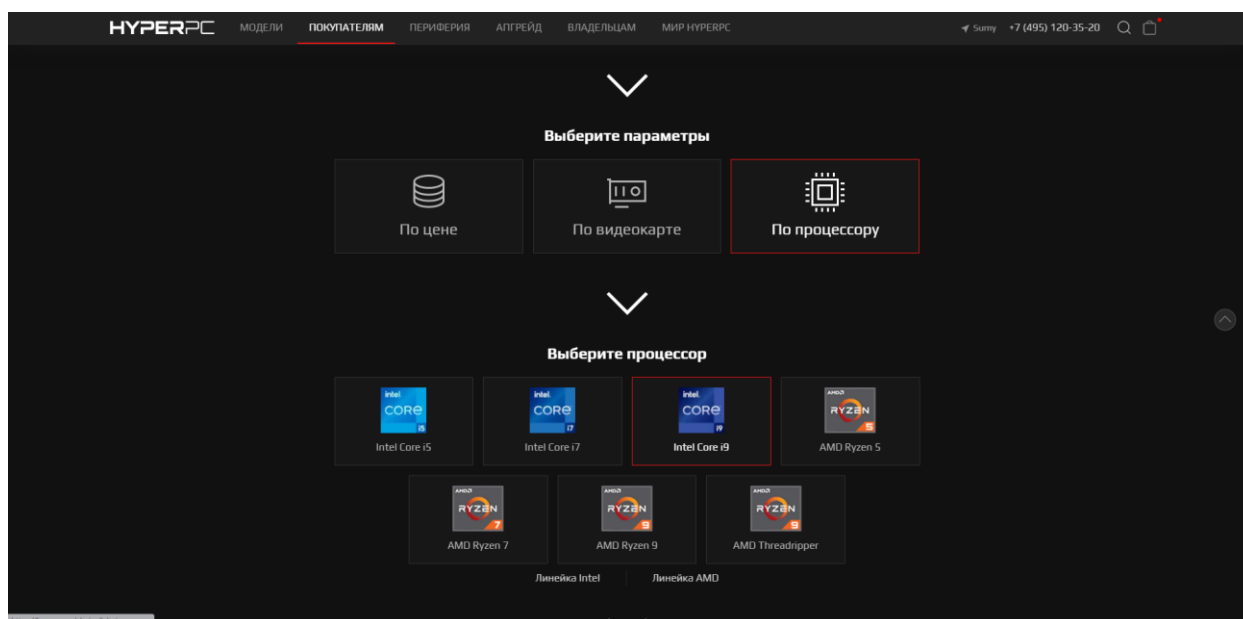 HYPERPC МОДЕЛИ ПОКУПАТЕЛЯМ ПЕРИФЕРИЯ АПГРЕЙД ВЛАДЕЛЬЦАМ МИР HYPERPC Sumy +7 (495) 120-35-20
Выберите параметры
По цене По видеокарте По процессору
Выберите процессор
intel. CORE i5 intel. CORE i7 intel. CORE i9 AMD RYZEN 5
Intel Core i5 Intel Core i7 Intel Core i9 AMD Ryzen 5
AMD RYZEN 7 AMD RYZEN 9 AMD RYZEN 9
AMD Ryzen 7 AMD Ryzen 9 AMD Threadripper
Линейка Intel Линейка AMD